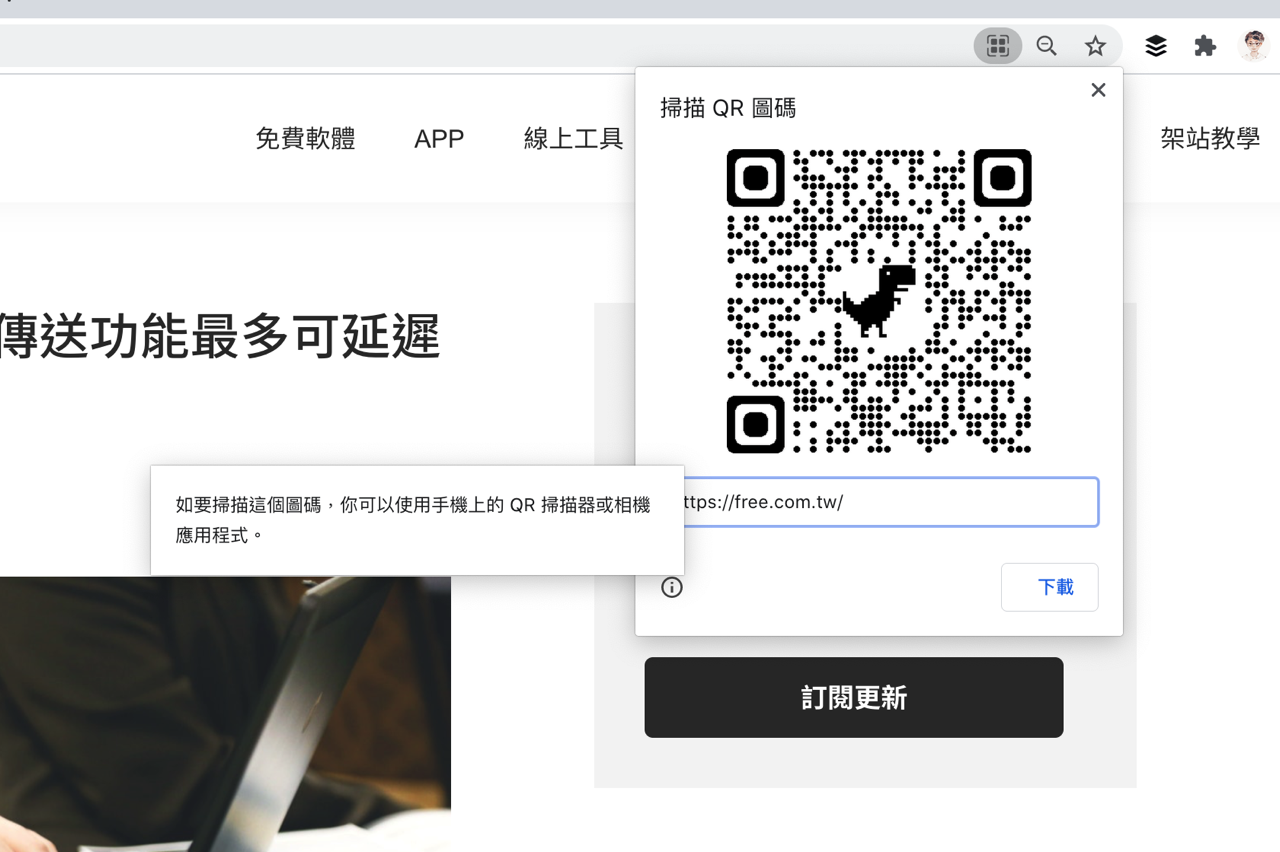 掃描 QR 圖碼
免費軟體
APP
線上工具
架站教學
傳送功能最多可延遲
ttps://free.com.tw/
如要掃描這個圖碼，你可以使用手機上的 QR 掃描器或相機
應用程式。
下載
訂閱更新